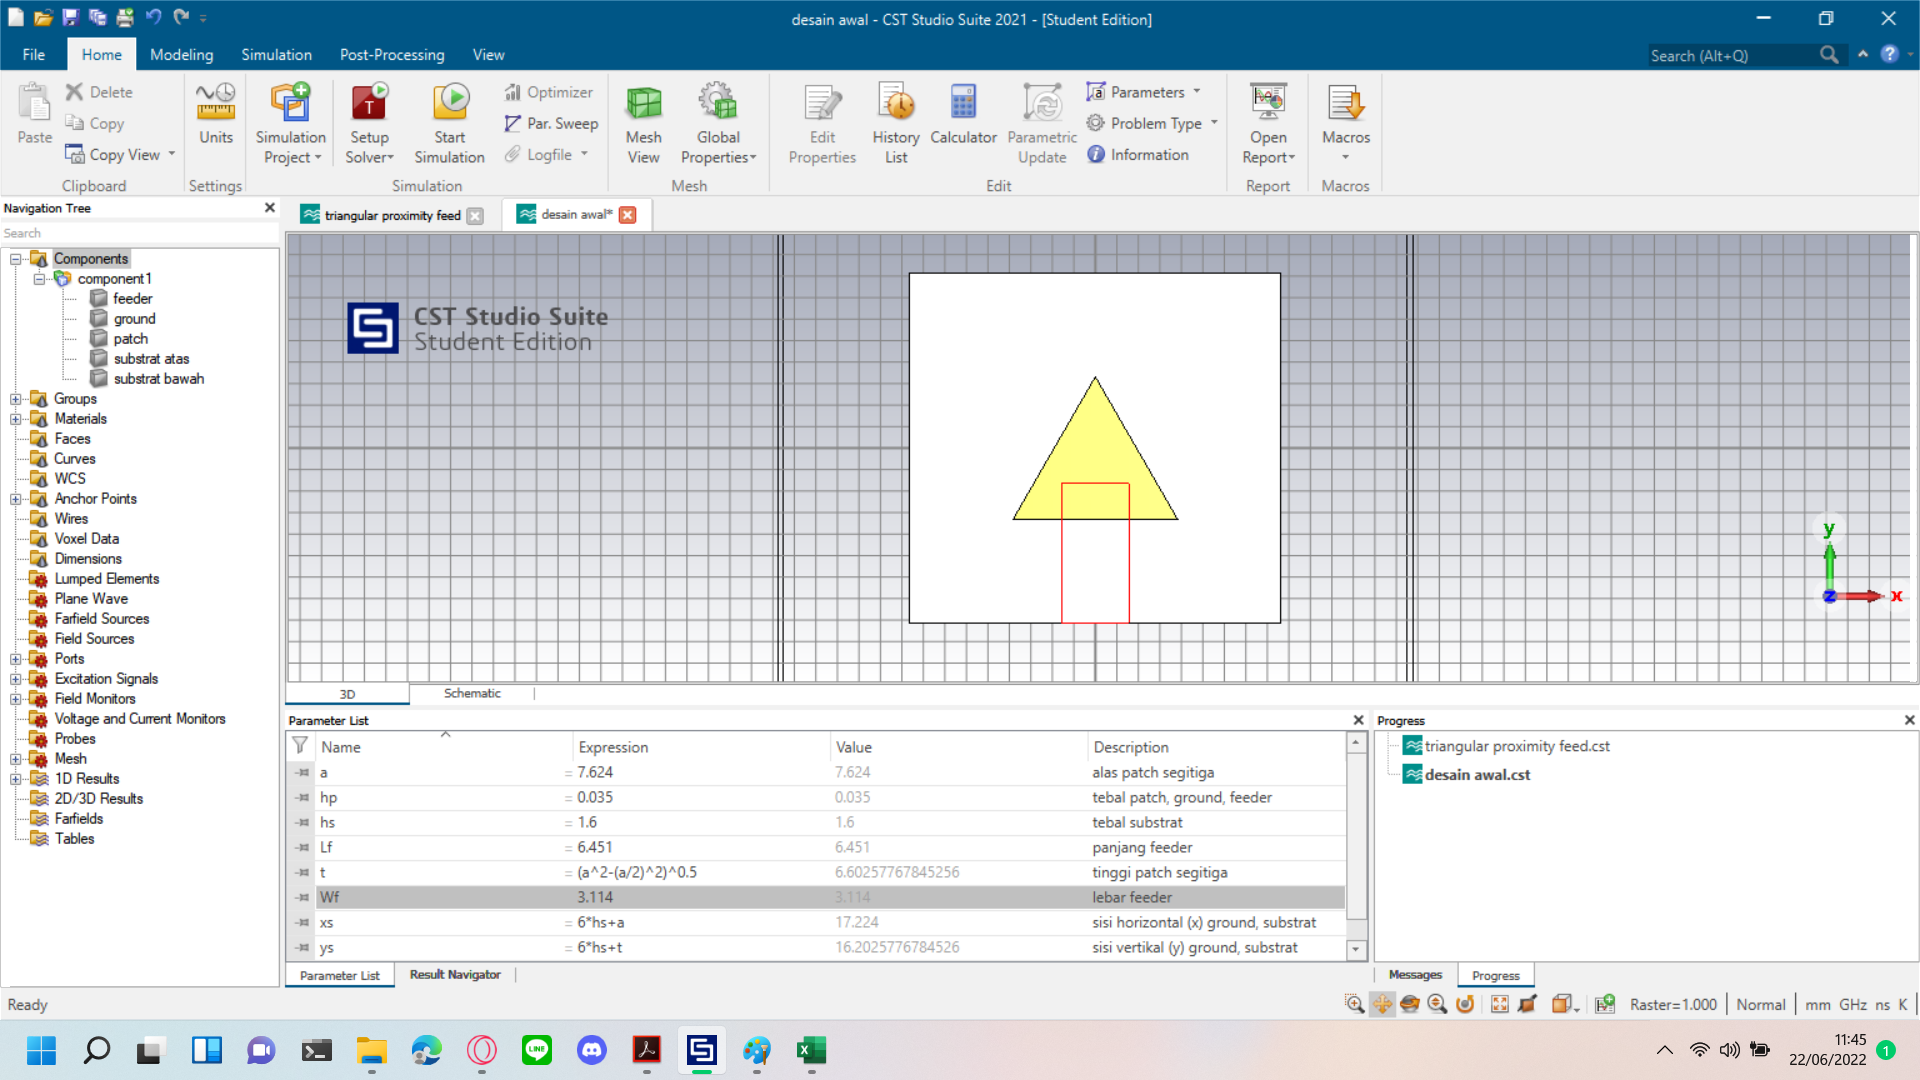 desain awal - CST Studio Suite 2021 - [Student Edition]
File Home Modeling Simulation Post-Processing View
Search (Alt+Q)
Paste
Delete
Copy
Copy View
Clipboard
Units
Settings
Simulation
Project
Setup
Solver
Start
Simulation
Optimizer
Par. Sweep
Logfile
Simulation
Mesh
View
Global
Properties
Mesh
Edit
Properties
History
List
Calculator
Parametric
Update
Parameters
Problem Type
Information
Edit
Open
Report
Report
Macros
Macros
Navigation Tree
Search
Components
component1
feeder
ground
patch
substrat atas
substrat bawah
Groups
Materials
Faces
Curves
WCS
Anchor Points
Wires
Voxel Data
Dimensions
Lumped Elements
Plane Wave
Farfield Sources
Field Sources
Ports
Excitation Signals
Field Monitors
Voltage and Current Monitors
Probes
Mesh
1D Results
2D/3D Results
Farfields
Tables
triangular proximity feed
desain awal*
CST Studio Suite
Student Edition
y
z
x
3D Schematic
Parameter List
Name Expression Value Description
a = 7.624 7.624 alas patch segitiga
hp = 0.035 0.035 tebal patch, ground, feeder
hs = 1.6 1.6 tebal substrat
Lf = 6.451 6.451 panjang feeder
t = (a^2-(a/2)^2)^0.5 6.60257767845256 tinggi patch segitiga
Wf 3.114 3.114 lebar feeder
xs = 6*hs+a 17.224 sisi horizontal (x) ground, substrat
ys = 6*hs+t 16.2025776784526 sisi vertikal (y) ground, substrat
Parameter List Result Navigator
Progress
triangular proximity feed.cst
desain awal.cst
Messages Progress
Ready
Raster=1.000 Normal mm GHz ns K
LINE
11:45
22/06/2022
1